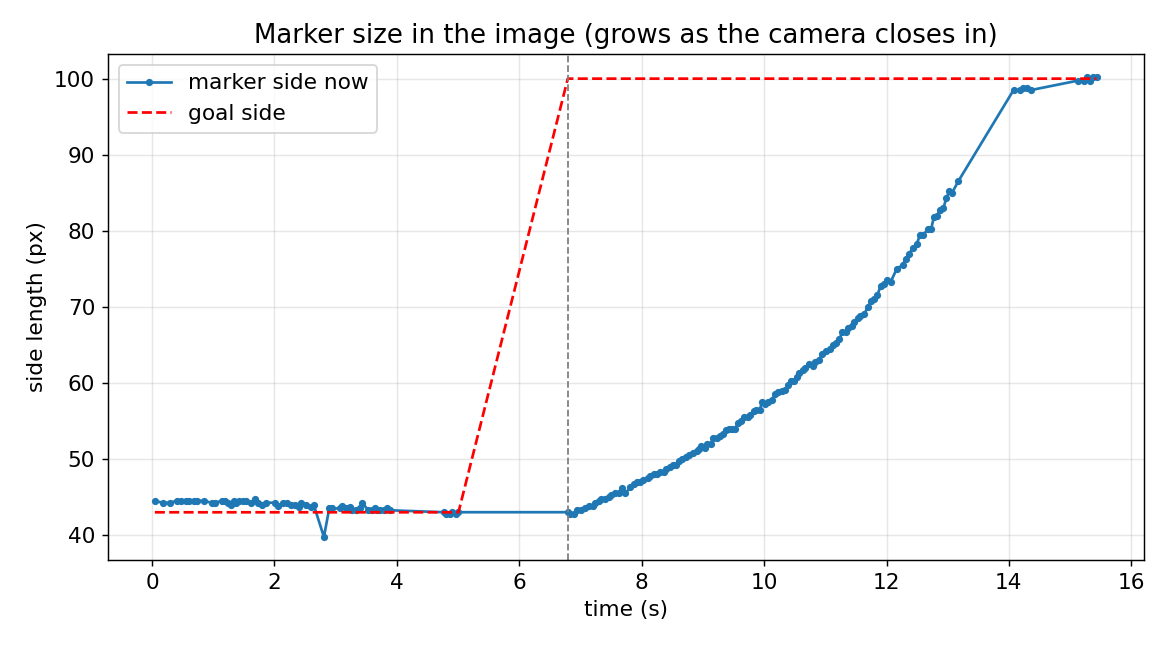 Marker size in the image (grows as the camera closes in)
marker side now
goal side
side length (px)
100
90
80
70
60
50
40
0 2 4 6 8 10 12 14 16
time (s)